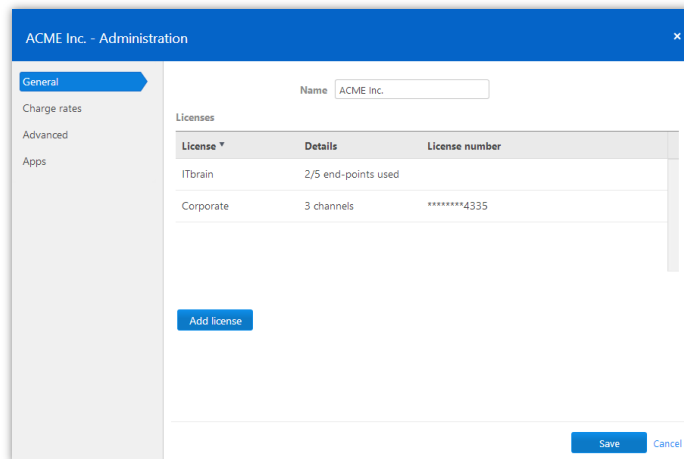 ACME Inc. - Administration ×
General
Charge rates
Advanced
Apps
Name ACME Inc.
Licenses
License ▼ Details License number
ITbrain 2/5 end-points used
Corporate 3 channels ********4335
Add license
Save Cancel